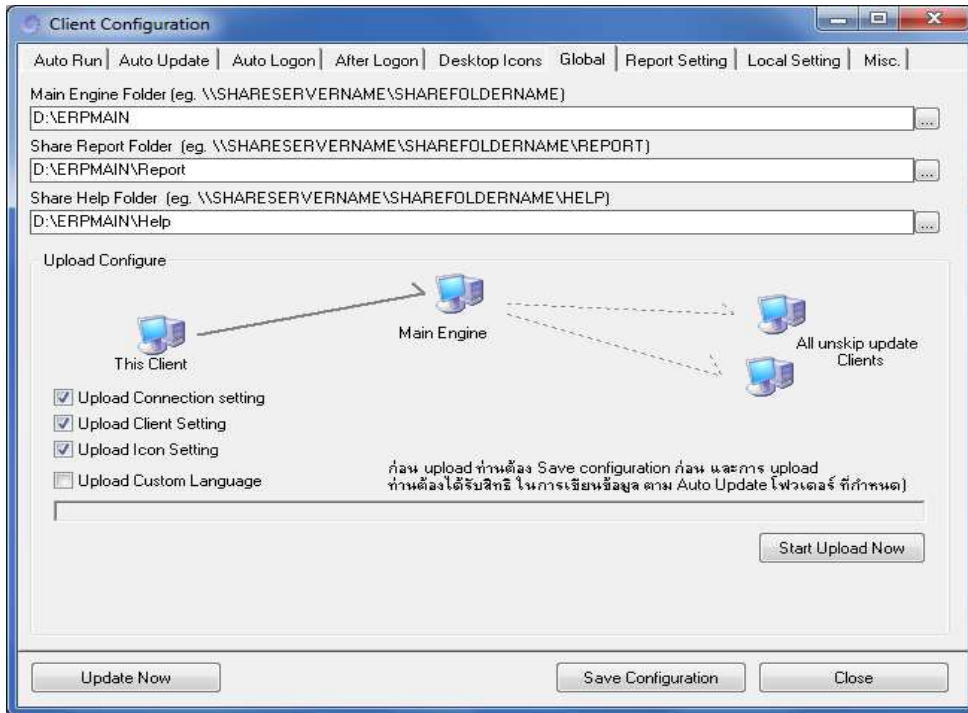 Client Configuration
Auto Run Auto Update Auto Logon After Logon Desktop Icons Global Report Setting Local Setting Misc.
Main Engine Folder (eg. \\SHARESERVERNAME\SHAREFOLDERNAME)
D:\ERPMAIN
...
Share Report Folder (eg. \\SHARESERVERNAME\SHAREFOLDERNAME\REPORT)
D:\ERPMAIN\Report
...
Share Help Folder (eg. \\SHARESERVERNAME\SHAREFOLDERNAME\HELP)
D:\ERPMAIN\Help
...
Upload Configure
This Client
Main Engine
All unskip update
Clients
Upload Connection setting
Upload Client Setting
Upload Icon Setting
Upload Custom Language
ก่อน upload ท่านต้อง Save configuration ก่อน และการ upload
ท่านต้องได้รับสิทธิ ในการเขียนข้อมูล ตาม Auto Update โฟวเดอร์ ที่กำหนด)
Start Upload Now
Update Now
Save Configuration
Close